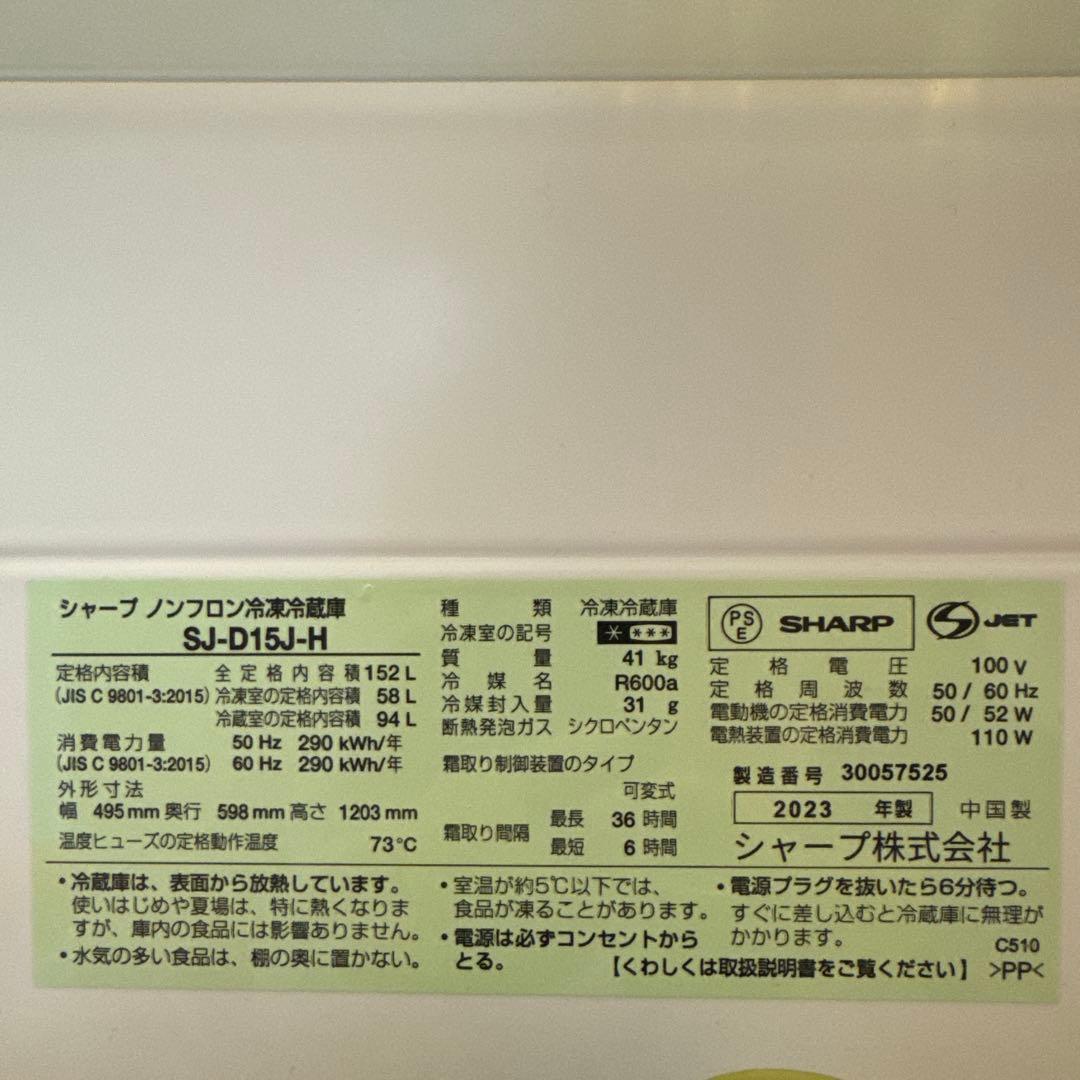 シャープ ノンフロン冷凍冷蔵庫
SJ-D15J-H
定格内容積 全定格内容積 152 L
(JIS C 9801-3:2015) 冷凍室の定格内容積 58 L
冷蔵室の定格内容積 94 L
消費電力量 50 Hz 290 kWh/年
(JIS C 9801-3:2015) 60 Hz 290 kWh/年
外形寸法
幅 495 mm 奥行 598 mm 高さ 1203 mm
温度ヒューズの定格動作温度 73℃
種類 冷凍冷蔵庫
冷凍室の記号 * ***
質量 41 kg
冷媒名 R600a
冷媒封入量 31 g
断熱発泡ガス シクロペンタン
霜取り制御装置のタイプ
可変式
霜取り間隔 最長 36 時間
最短 6 時間
PSE SHARP S JET
定格電圧 100 V
定格周波数 50 / 60 Hz
電動機の定格消費電力 50 / 52 W
電熱装置の定格消費電力 110 W
製造番号 30057525
2023 年製 中国製
シャープ株式会社
・冷蔵庫は、表面から放熱しています。
使いはじめや夏場は、特に熱くなりま
すが、庫内の食品には影響ありません。
・水気の多い食品は、棚の奥に置かない。
・室温が約5℃以下では、
食品が凍ることがあります。
・電源は必ずコンセントから
とる。
・電源プラグを抜いたら6分待つ。
すぐに差し込むと冷蔵庫に無理が
かかります。
C510
【くわしくは取扱説明書をご覧ください】 >PP<